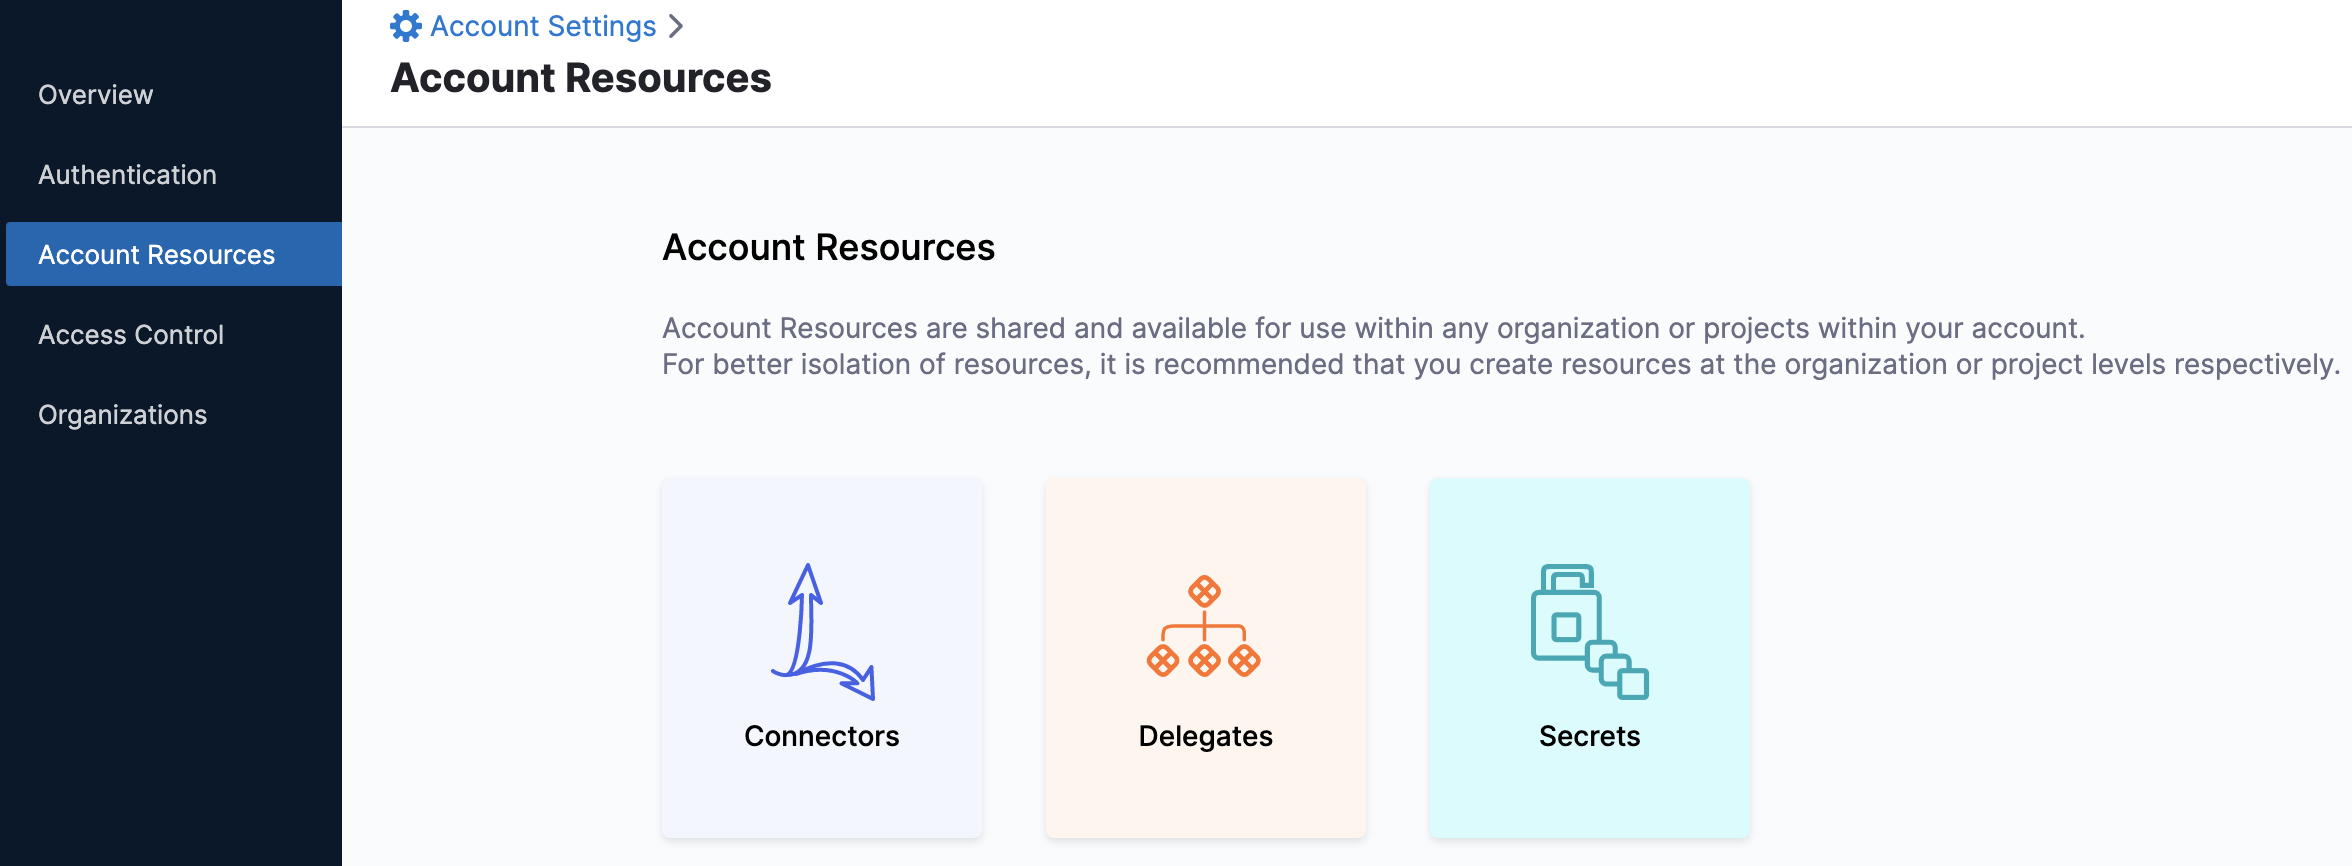 Account Settings
Account Resources
Overview
Authentication
Account Resources
Access Control
Organizations
Account Resources
Account Resources are shared and available for use within any organization or projects within your account.
For better isolation of resources, it is recommended that you create resources at the organization or project levels respectively.
Connectors
Delegates
Secrets